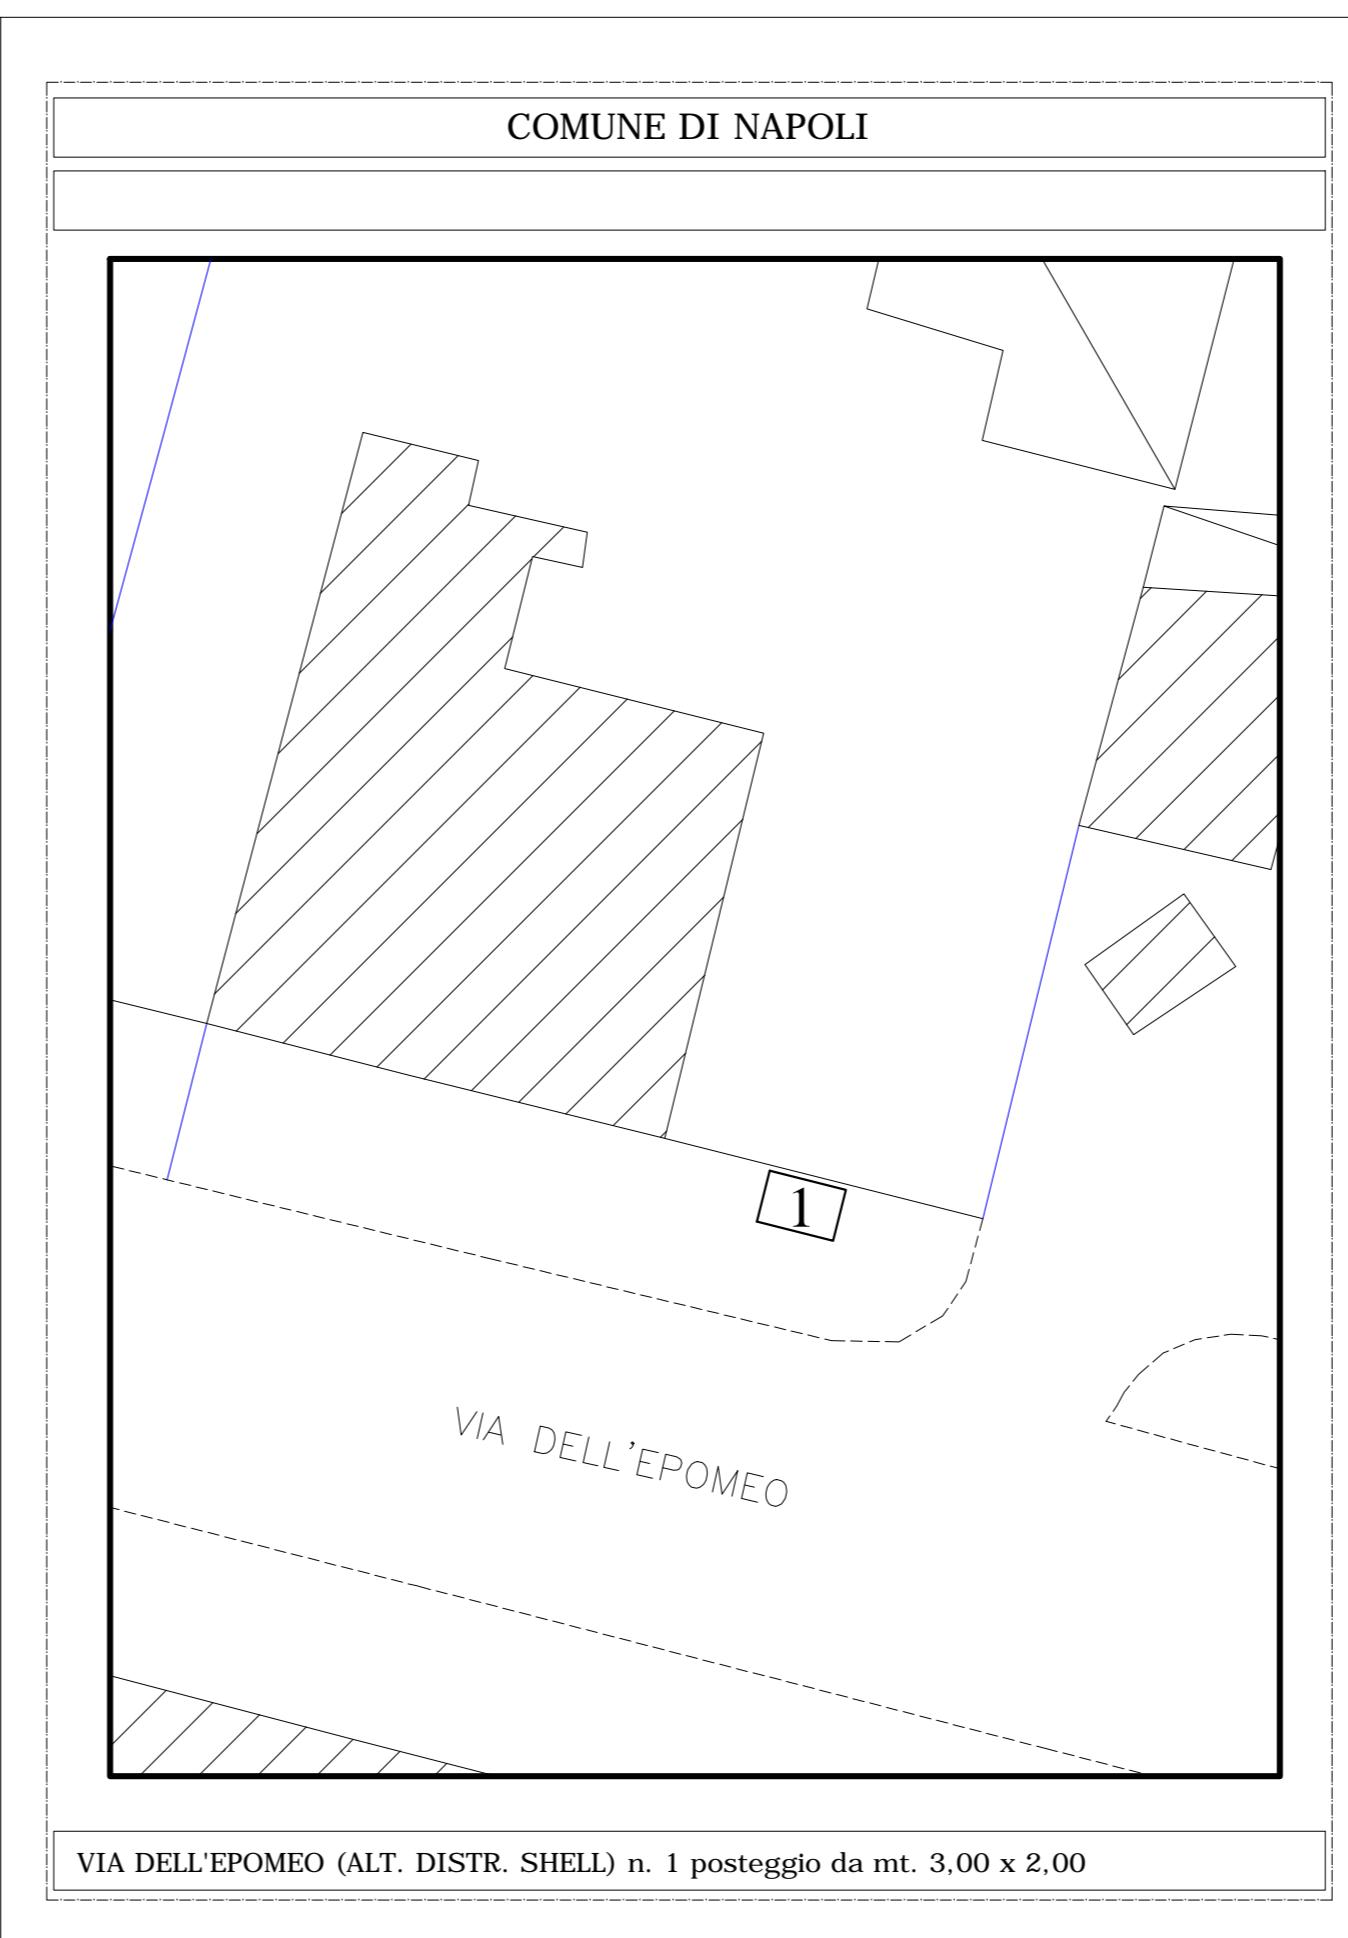 COMUNE DI NAPOLI
1
VIA DELL'EPOMEO
VIA DELL'EPOMEO (ALT. DISTR. SHELL) n. 1 posteggio da mt. 3,00 x 2,00